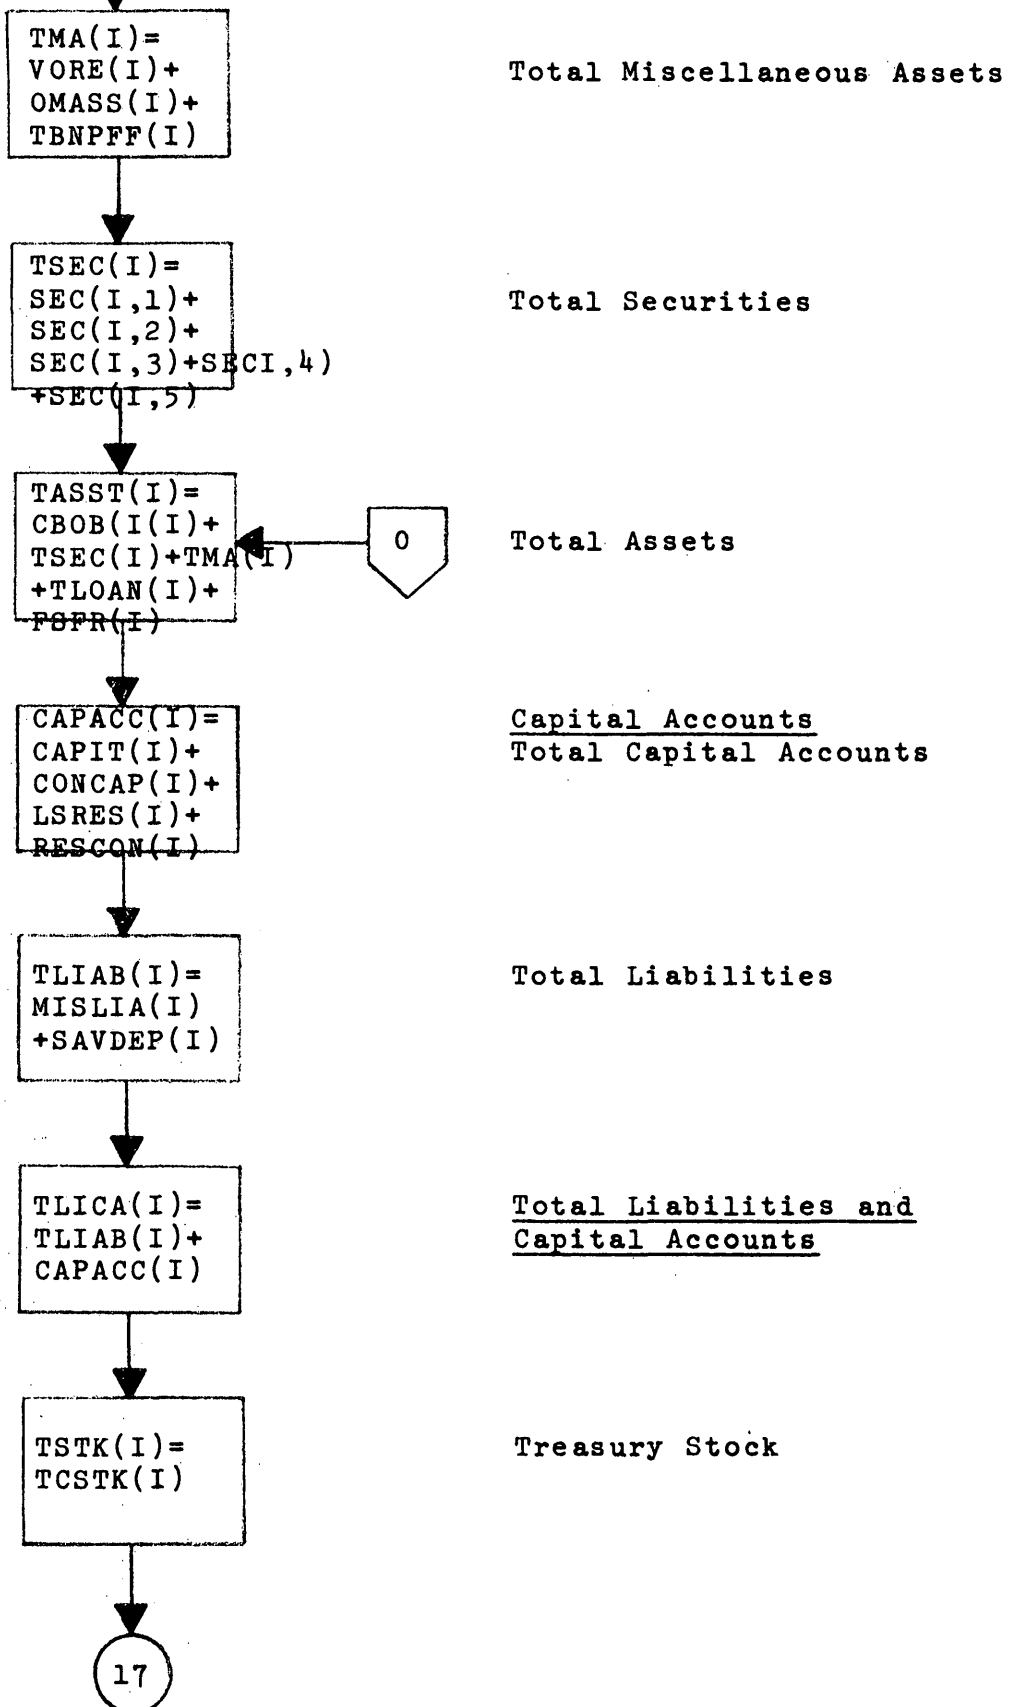 TMA(I)=
VORE(I)+
OMASS(I)+
TBNPFF(I)
Total Miscellaneous Assets
TSEC(I)=
SEC(I,1)+
SEC(I,2)+
SEC(I,3)+SECI,4)
+SEC(I,5)
Total Securities
TASST(I)=
CBOB(I(I)+
TSEC(I)+TMA(I)
+TLOAN(I)+
FSFR(I)
O
Total Assets
CAPACC(I)=
CAPIT(I)+
CONCAP(I)+
LSRES(I)+
RESCON(I)
Capital Accounts
Total Capital Accounts
TLIAB(I)=
MISLIA(I)
+SAVDEP(I)
Total Liabilities
TLICA(I)=
TLIAB(I)+
CAPACC(I)
Total Liabilities and
Capital Accounts
TSTK(I)=
TCSTK(I)
Treasury Stock
17